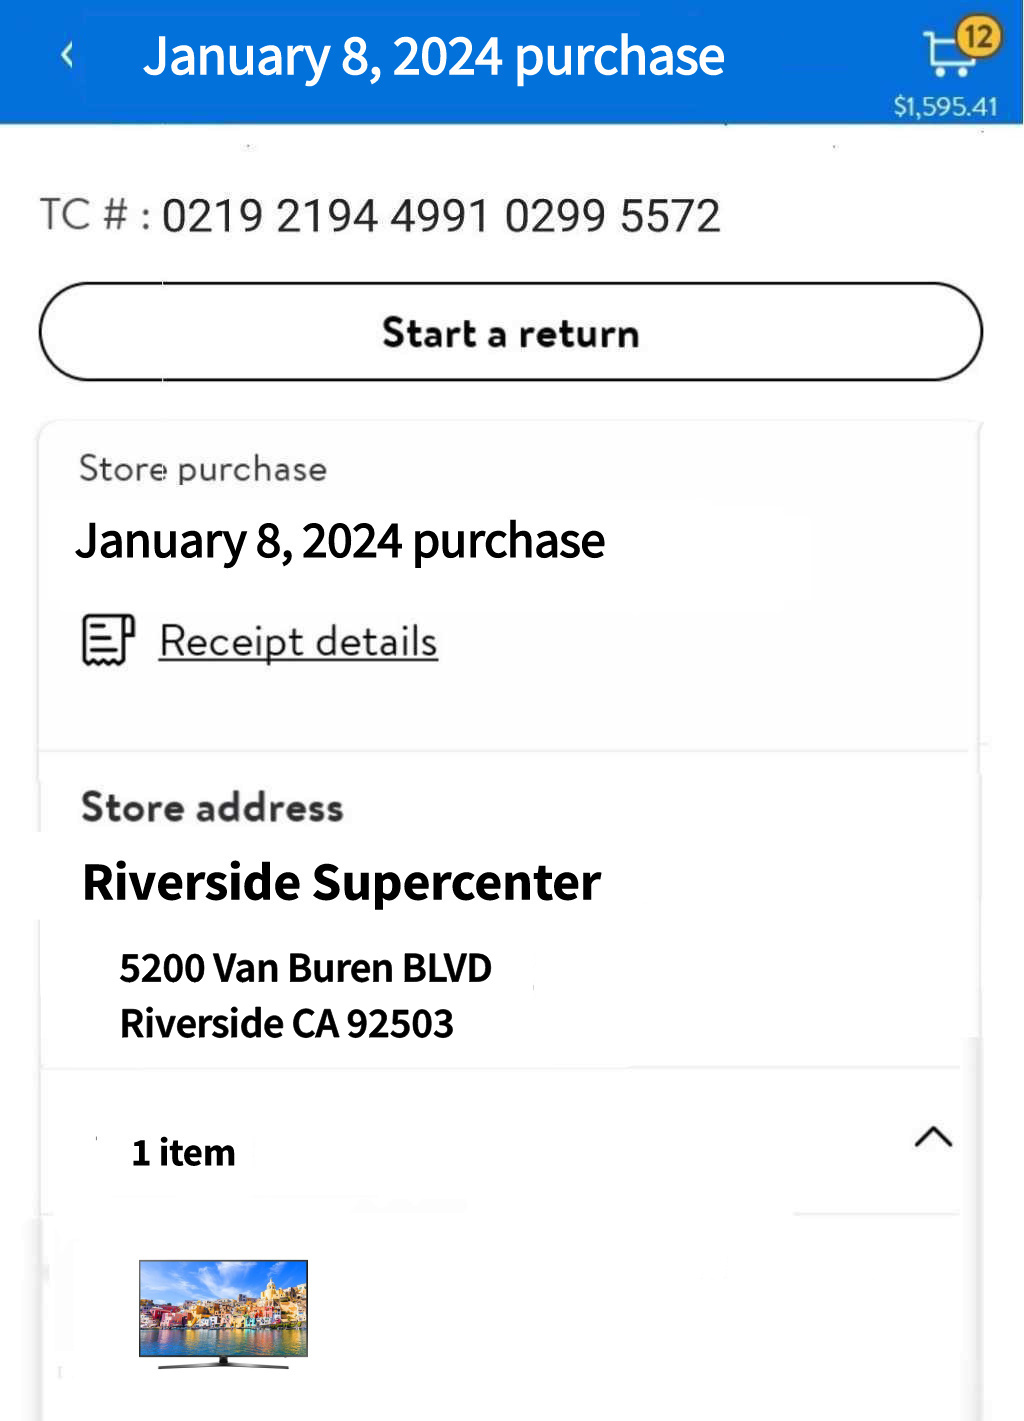 January 8, 2024 purchase
12
$1,595.41
TC # : 0219 2194 4991 0299 5572
Start a return
Store purchase
January 8, 2024 purchase
Receipt details
Store address
Riverside Supercenter
5200 Van Buren BLVD
Riverside CA 92503
1 item